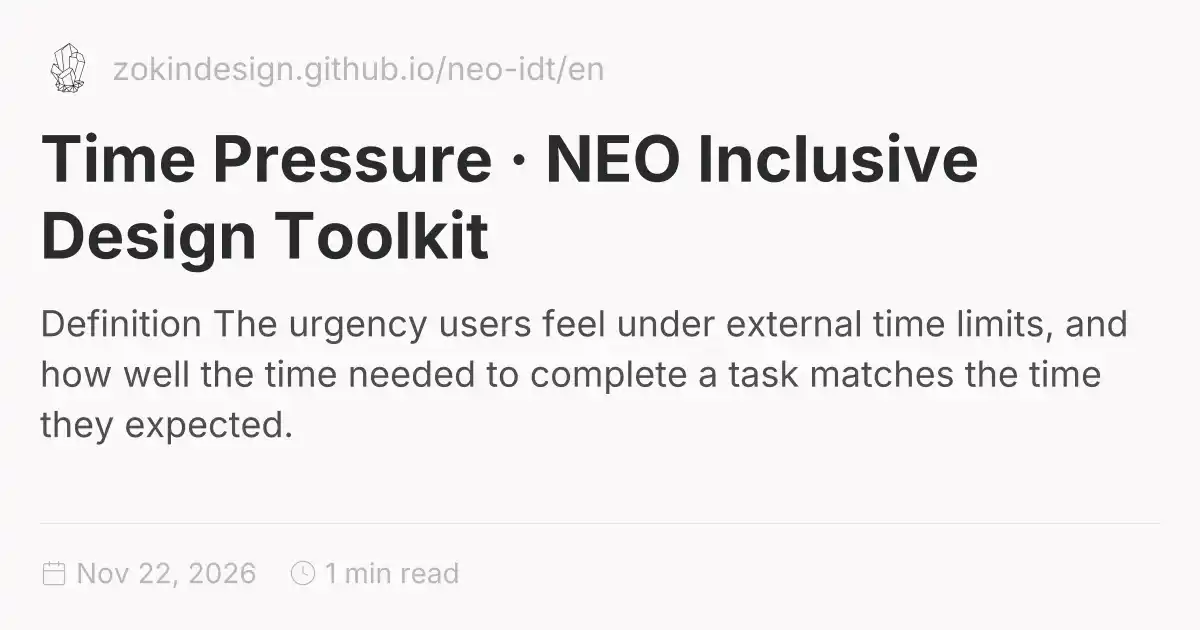 zokindesign.github.io/neo-idt/en
Time Pressure · NEO Inclusive
Design Toolkit
Definition The urgency users feel under external time limits, and
how well the time needed to complete a task matches the time
they expected.
Nov 22, 2026 1 min read